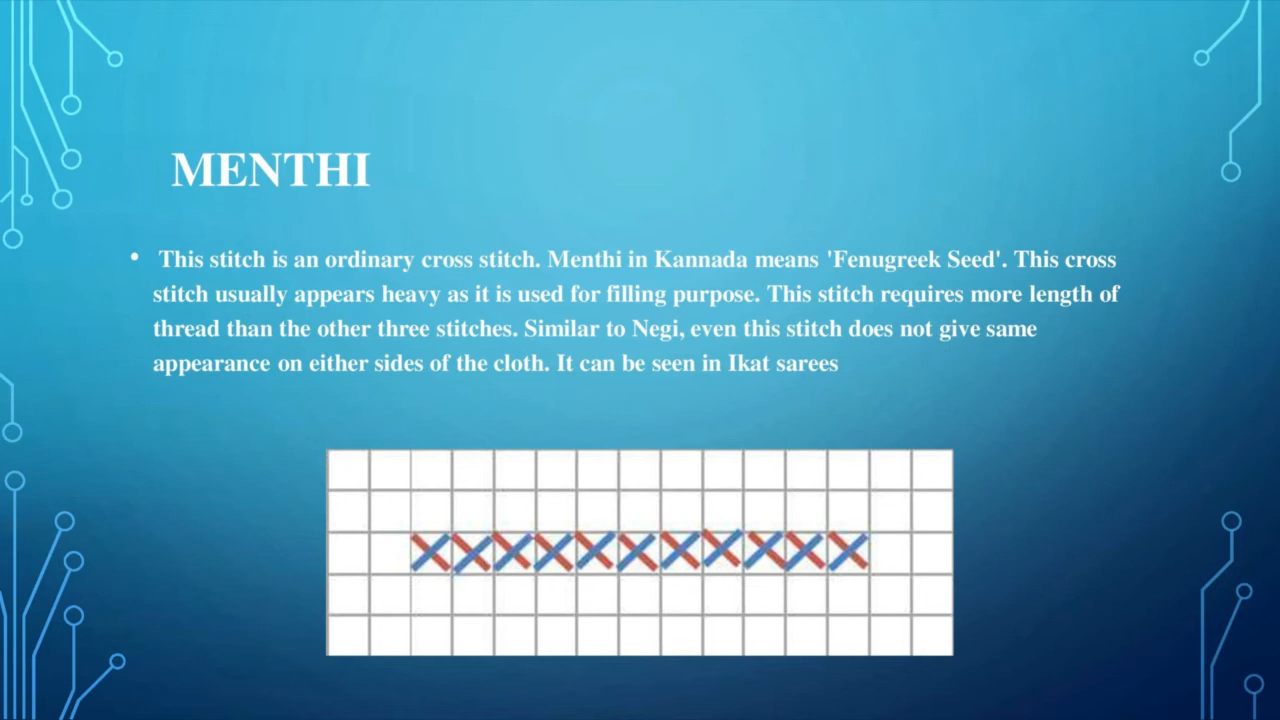 MENTHI
• This stitch is an ordinary cross stitch. Menthi in Kannada means 'Fenugreek Seed'. This cross
stitch usually appears heavy as it is used for filling purpose. This stitch requires more length of
thread than the other three stitches. Similar to Negi, even this stitch does not give same
appearance on either sides of the cloth. It can be seen in Ikat sarees